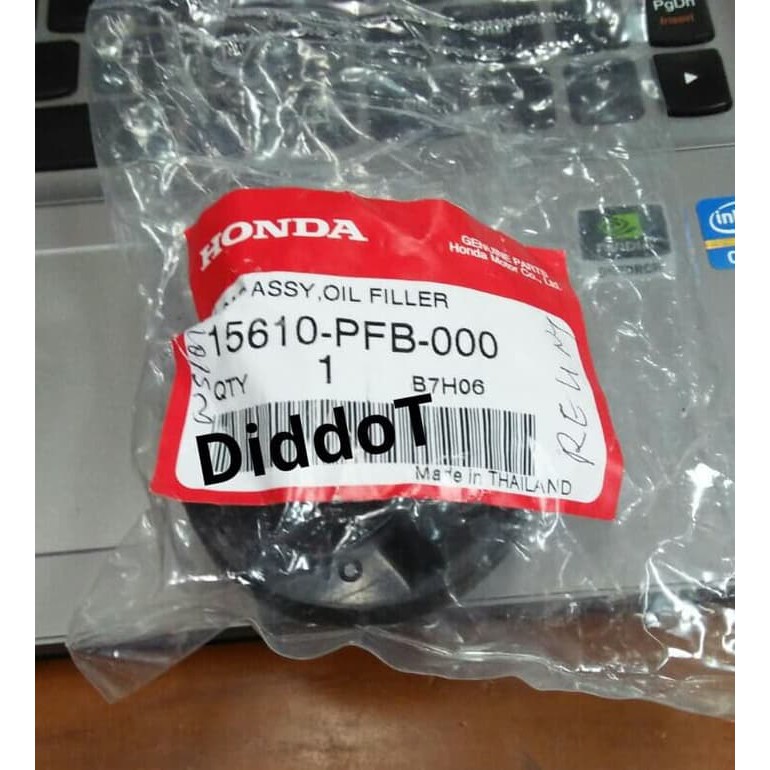 PgDn
HONDA
GENUINE PARTS
Honda Motor Co., Ltd.
ASSY,OIL FILLER
15610-PFB-000
QTY 1 B7H06
DiddoT
Made in THAILAND